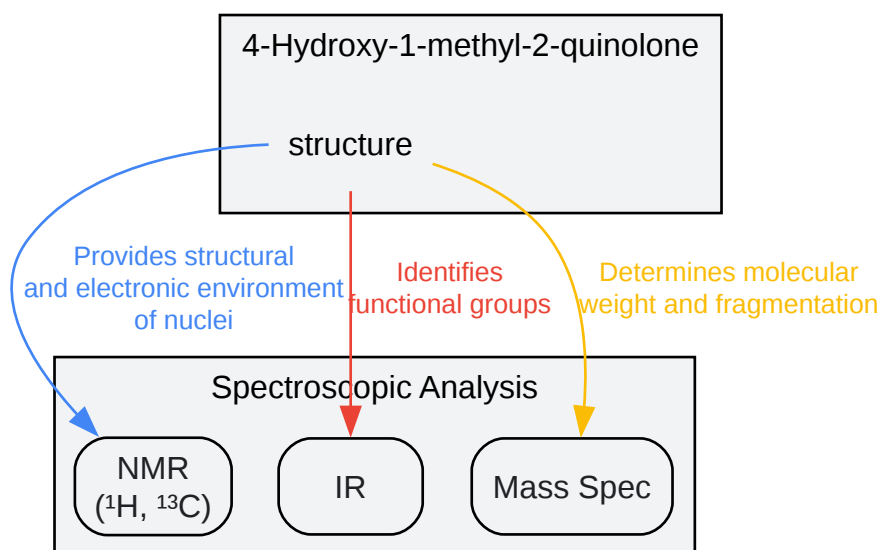 4-Hydroxy-1-methyl-2-quinolone
structure
Provides structural
and electronic environment
of nuclei
Identifies
functional groups
Determines molecular
weight and fragmentation
Spectroscopic Analysis
NMR
(¹H, ¹³C)
IR
Mass Spec